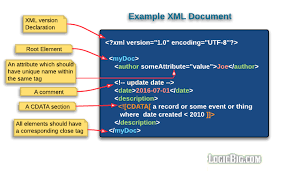 Example XML Document
XML version
Declaration
Root Element
An attribute which should
have unique name within
the same tag
A comment
A CDATA section
All elements should have
a corresponding close tag
<?xml version="1.0" encoding="UTF-8"?>
<myDoc>
<author someAttribute="value">Joe</author>
<!-- update date -->
<date>2016-07-01</date>
<description>
<![CDATA[ a record or some event or thing
where date created < 2010 ]]>
</description>
</myDoc>
LogicBig.com